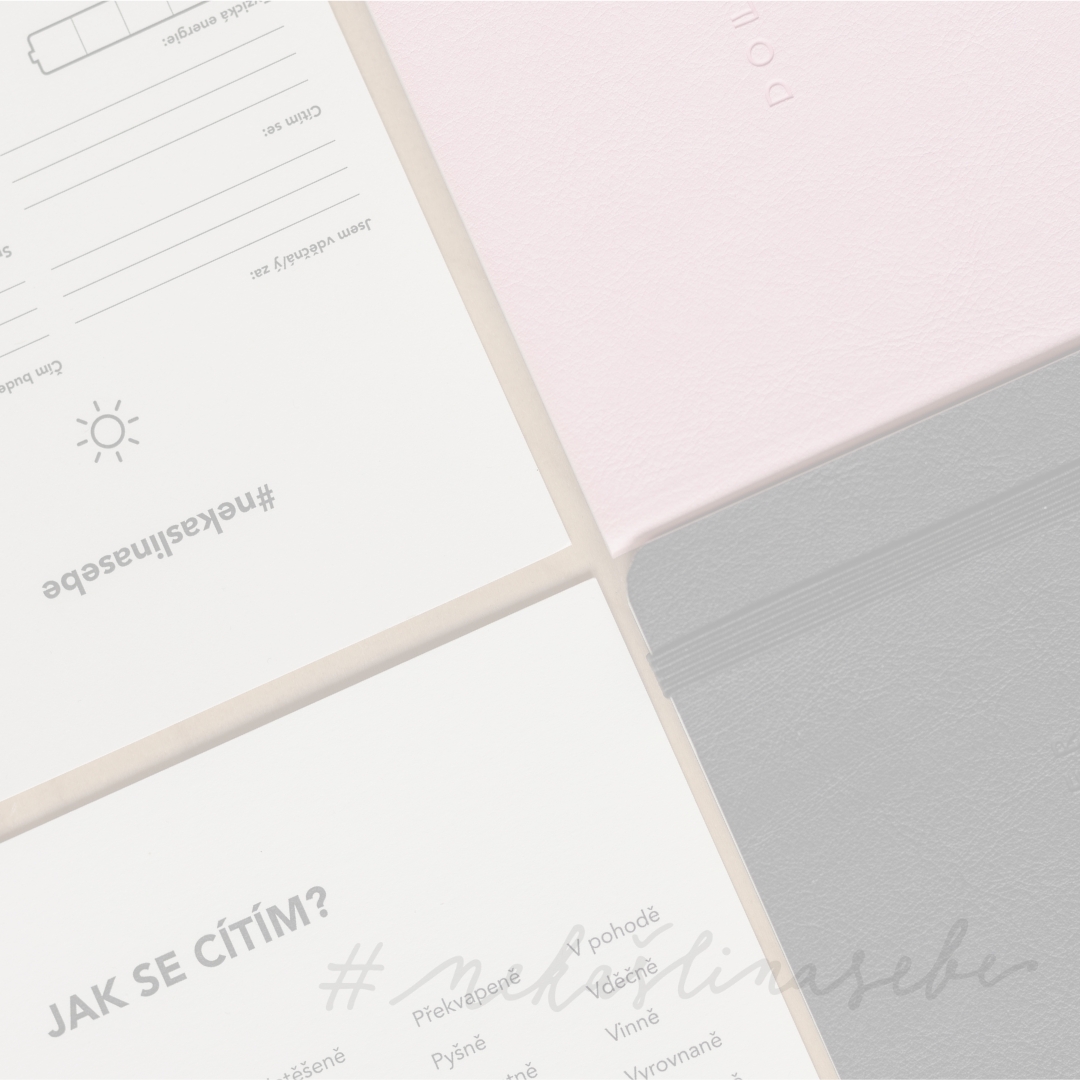 Fyzická energie:
Cítím se:
Jsem vděčná/ý za:
Čím
#nekaslinasebe
JAK SE CÍTÍM?
V pohodě
Překvapeně
Vděčně
Pyšně
Vinně
Vyrovnaně
#nekašlinasebe